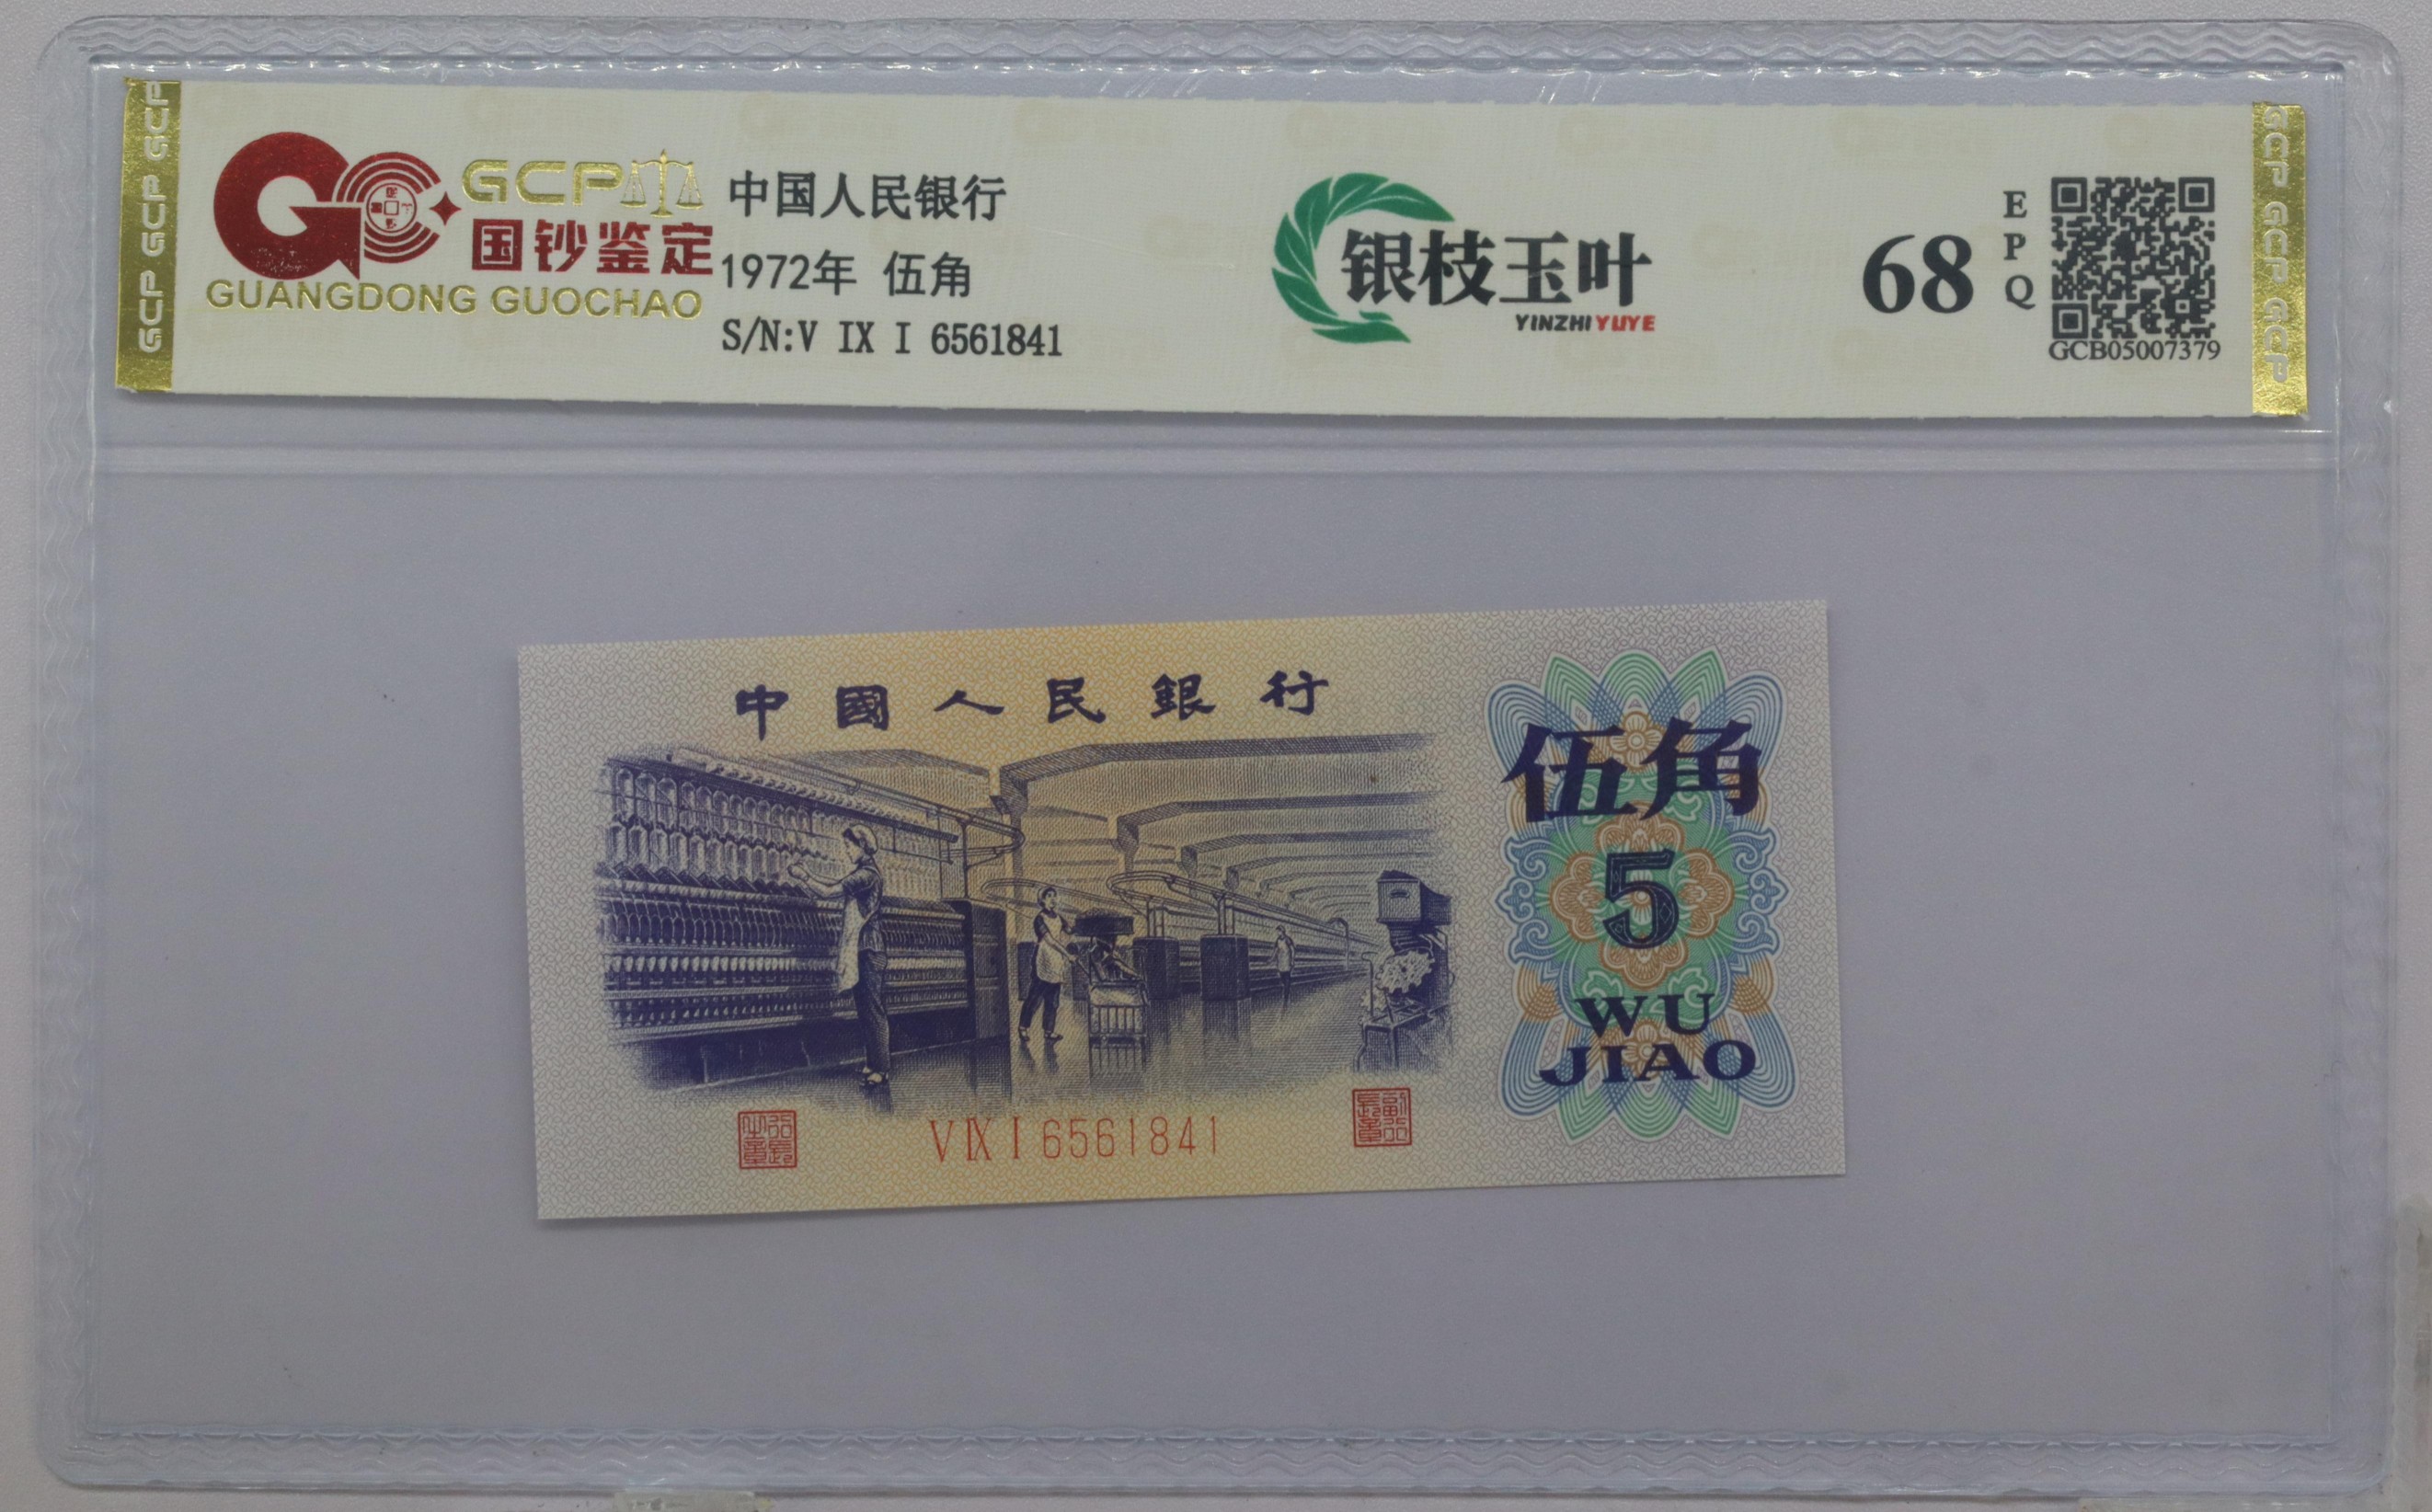 GCP GCP GCP
GCP
国钞鉴定
GUANGDONG GUOCHAO
中国人民银行
1972年 伍角
S/N:V IX I 6561841
银枝玉叶
YINZHIYUYE
68
EPQ
GCB05007379
GCP GCP GCP
中國人民銀行
伍角
5
WU
JIAO
V IX I 6561841